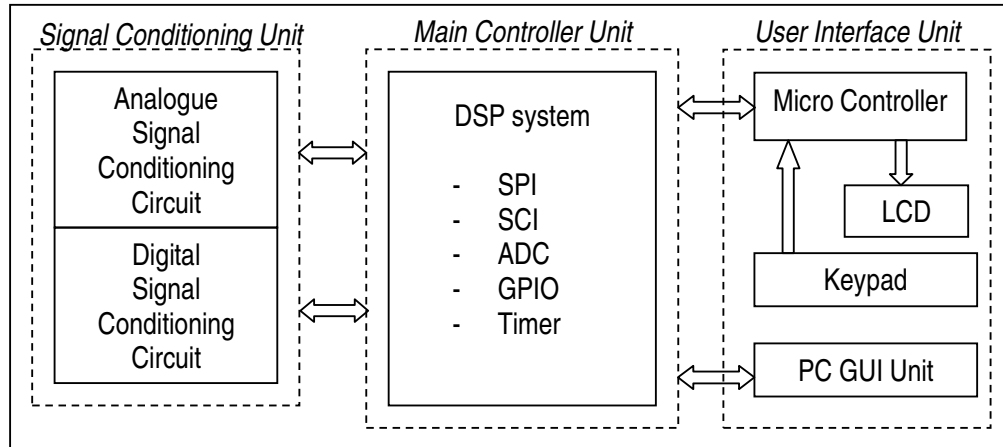 Signal Conditioning Unit
Analogue
Signal
Conditioning
Circuit
Digital
Signal
Conditioning
Circuit
Main Controller Unit
DSP system
- SPI
- SCI
- ADC
- GPIO
- Timer
User Interface Unit
Micro Controller
LCD
Keypad
PC GUI Unit